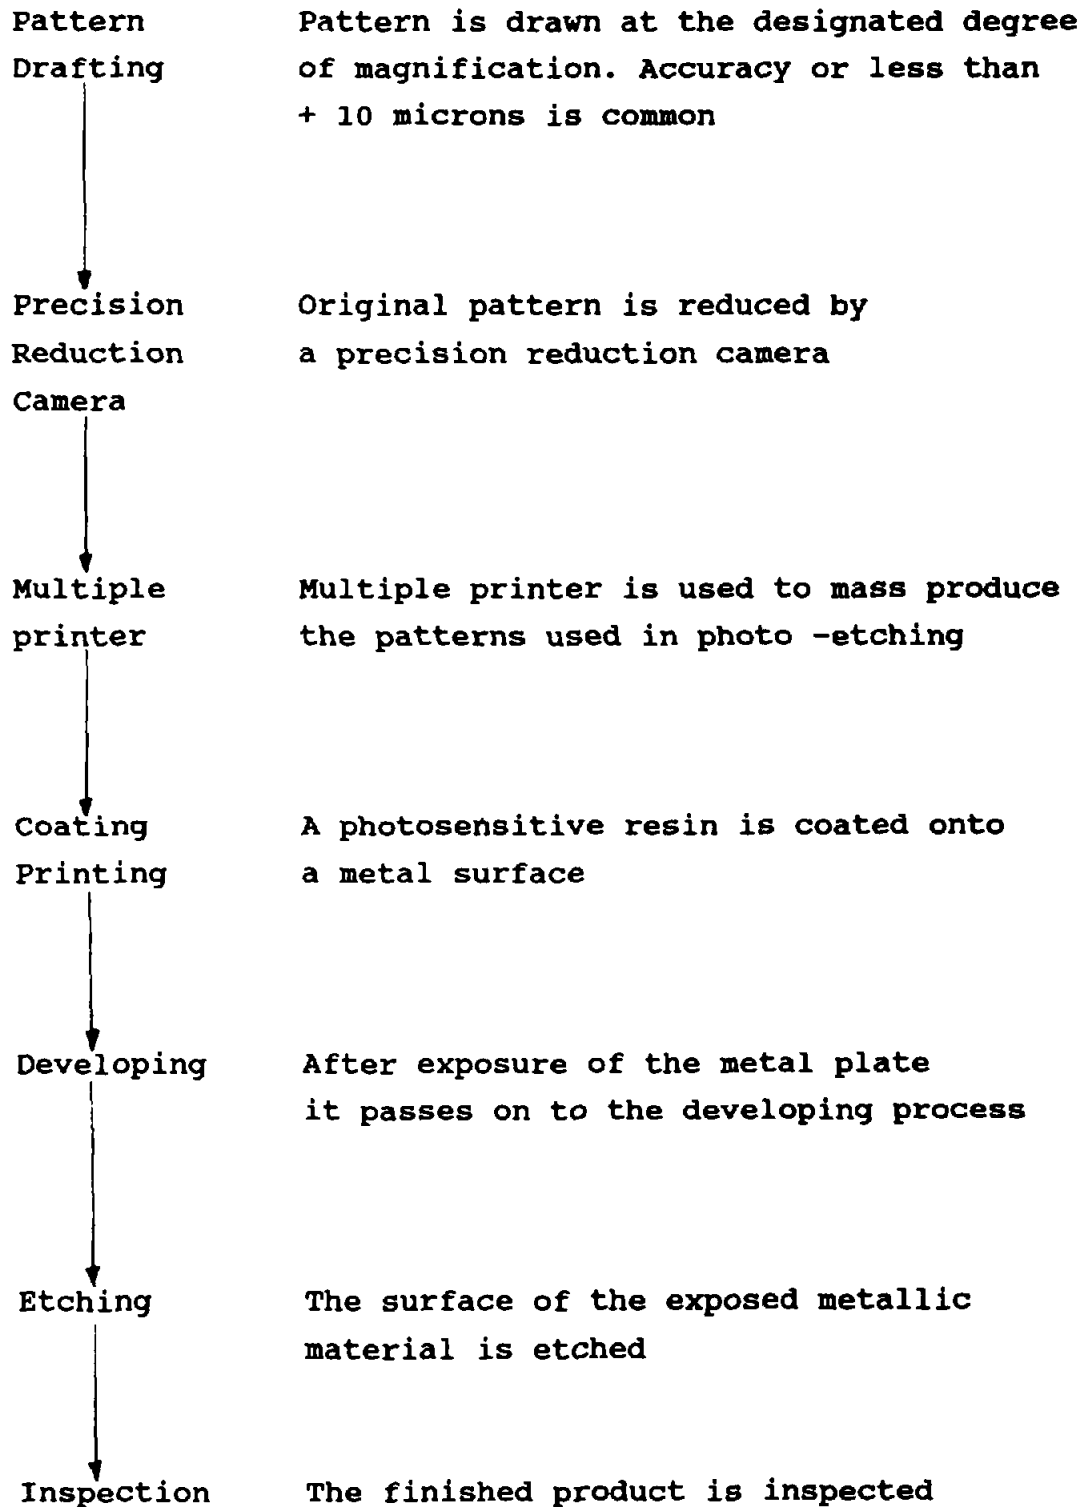 Pattern Pattern is drawn at the designated degree
Drafting of magnification. Accuracy or less than
+ 10 microns is common
Precision Original pattern is reduced by
Reduction a precision reduction camera
Camera
Multiple Multiple printer is used to mass produce
printer the patterns used in photo -etching
Coating A photosensitive resin is coated onto
Printing a metal surface
Developing After exposure of the metal plate
it passes on to the developing process
Etching The surface of the exposed metallic
material is etched
Inspection The finished product is inspected